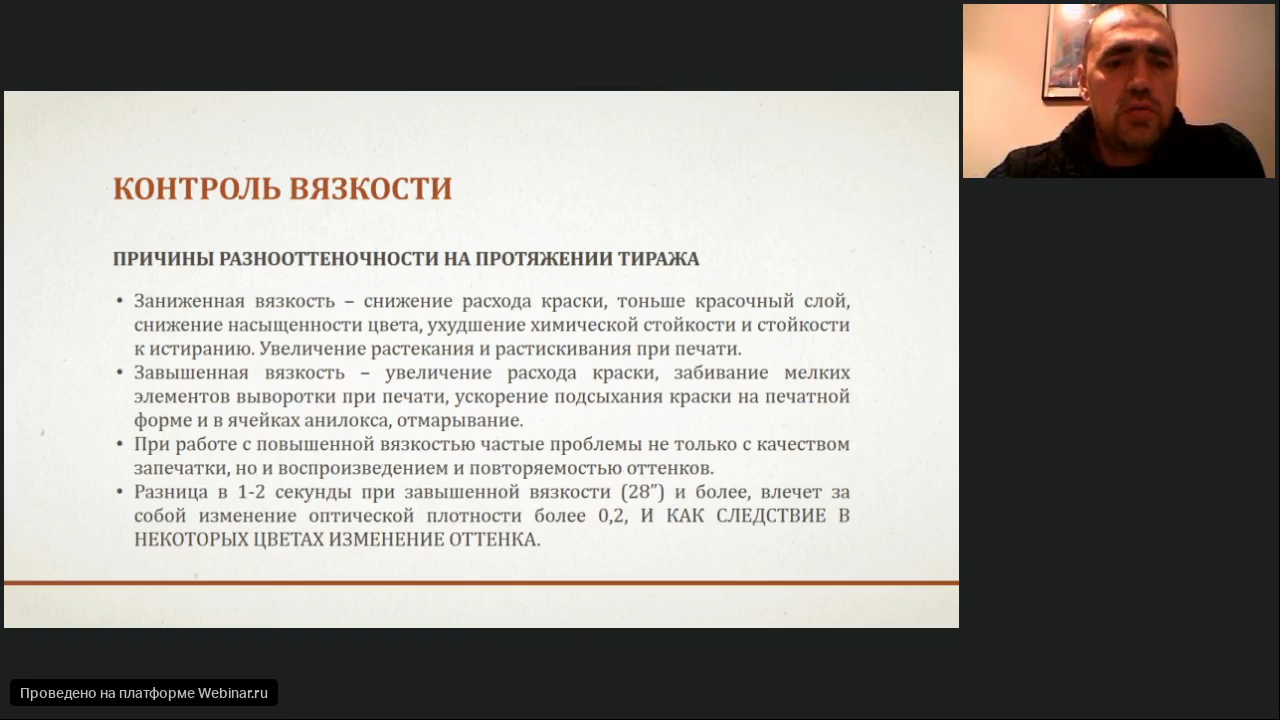 КОНТРОЛЬ ВЯЗКОСТИ
ПРИЧИНЫ РАЗНООТТЕНОЧНОСТИ НА ПРОТЯЖЕНИИ ТИРАЖА
• Заниженная вязкость – снижение расхода краски, тоньше красочный слой,
снижение насыщенности цвета, ухудшение химической стойкости и стойкости
к истиранию. Увеличение растекания и растискивания при печати.
• Завышенная вязкость – увеличение расхода краски, забивание мелких
элементов выворотки при печати, ускорение подсыхания краски на печатной
форме и в ячейках анилокса, отмарывание.
• При работе с повышенной вязкостью частые проблемы не только с качеством
запечатки, но и воспроизведением и повторяемостью оттенков.
• Разница в 1-2 секунды при завышенной вязкости (28”) и более, влечет за
собой изменение оптической плотности более 0,2, И КАК СЛЕДСТВИЕ В
НЕКОТОРЫХ ЦВЕТАХ ИЗМЕНЕНИЕ ОТТЕНКА.
Проведено на платформе Webinar.ru